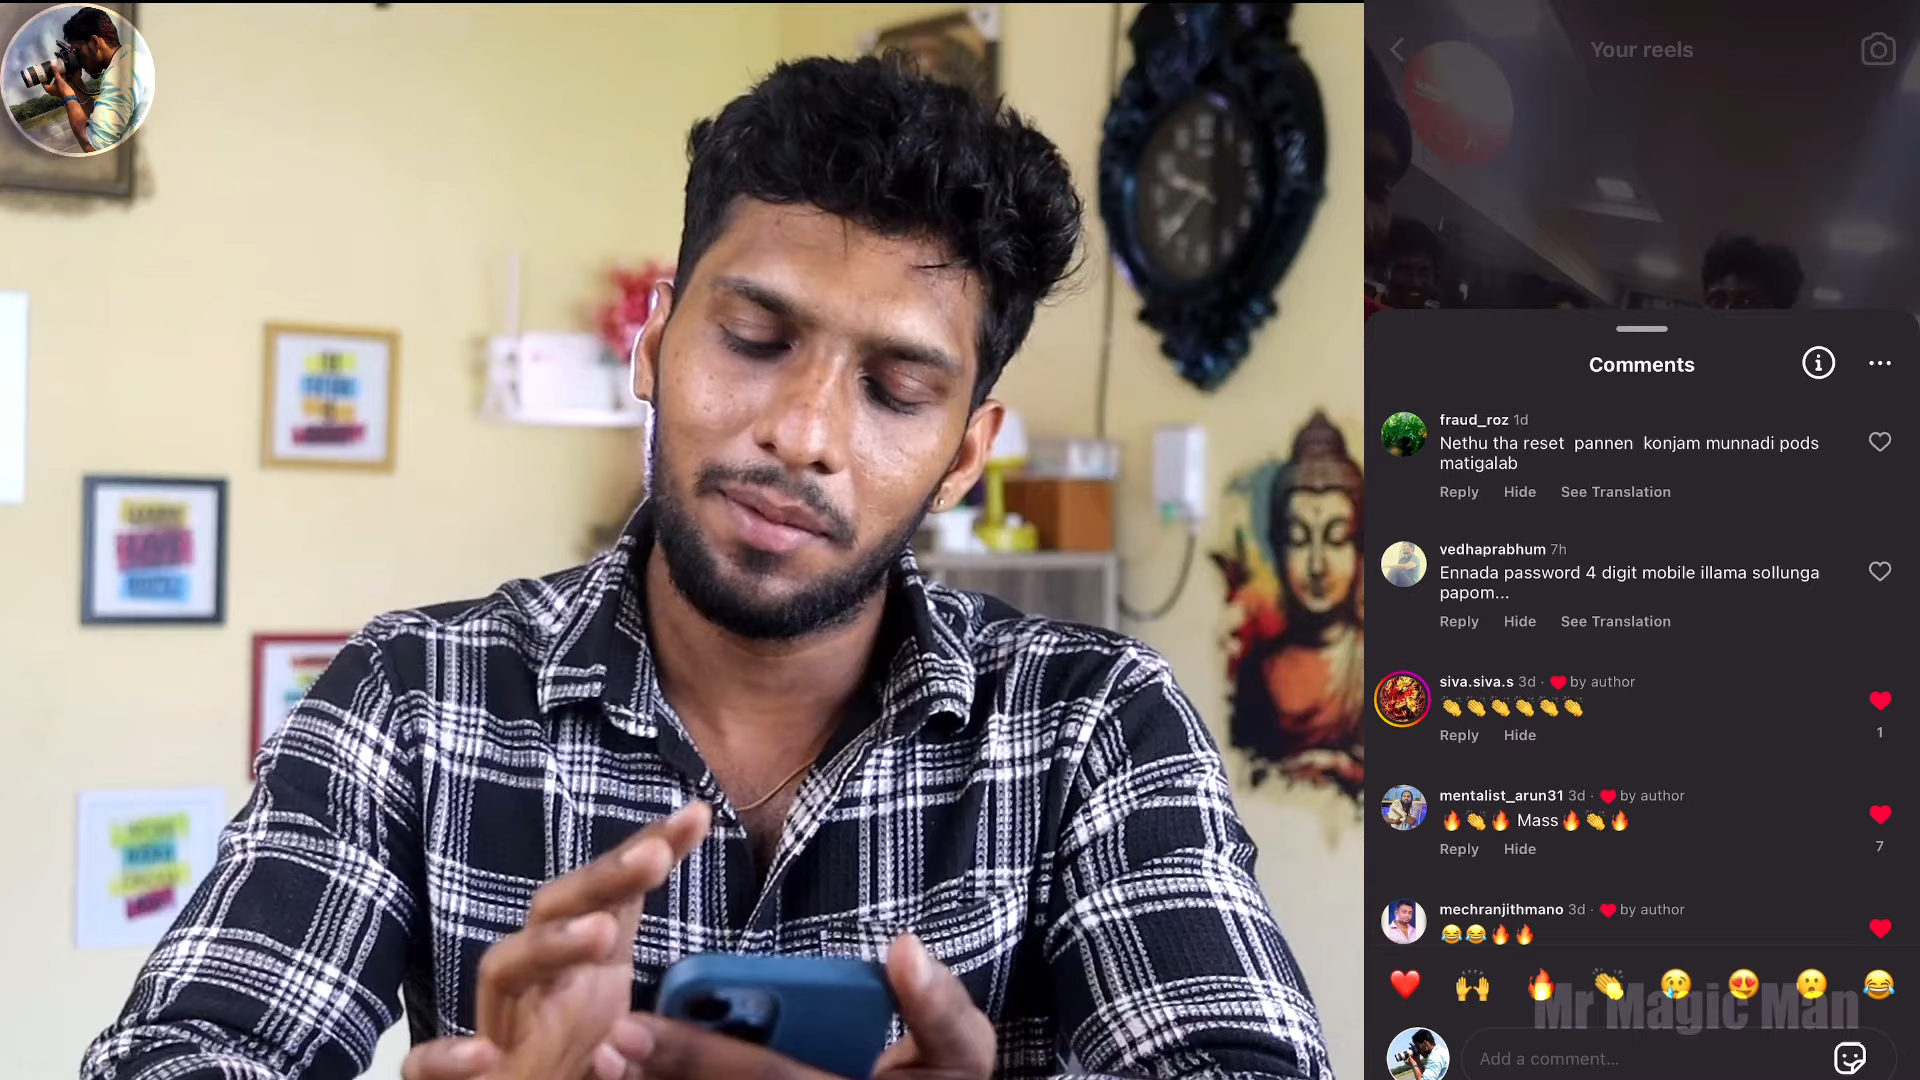 Your reels
Comments
fraud_roz 1d
Nethu tha reset pannen konjam munnadi pods
matigalab
Reply Hide See Translation
vedhaprabhum 7h
Ennada password 4 digit mobile illama sollunga
papom...
Reply Hide See Translation
siva.siva.s 3d · ❤️ by author
👏👏👏👏👏👏
1
Reply Hide
mentalist_arun31 3d · ❤️ by author
🔥👏🔥 Mass🔥👏🔥
7
Reply Hide
mechranjithmano 3d · ❤️ by author
😂😂🔥🔥
Mr Magic Man
Add a comment...